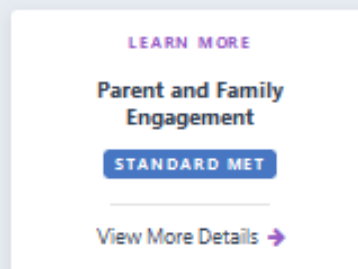 LEARN MORE
Parent and Family
Engagement
STANDARD MET
View More Details